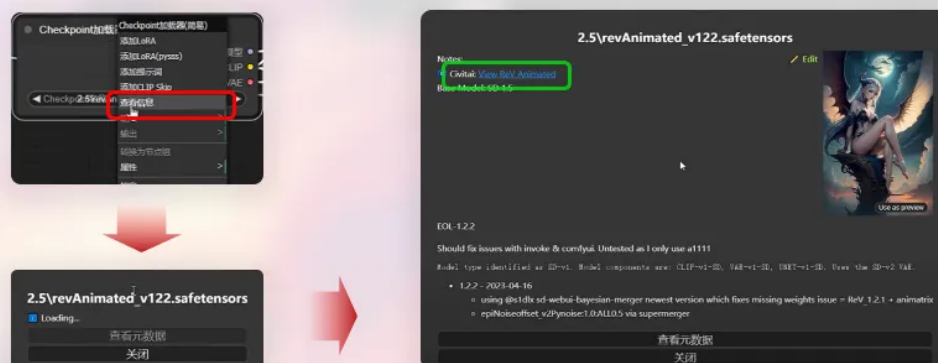 Checkpoint加载器(简易)
Checkpoint加载
添加LoRA
添加LoRA(pysss)
添加提示词
添加CLIP Skip
模型
CLIP
VAE
查看信息
输出
转换为节点组
属性
2.5\revAnimated_v122.safetensors
Loading...
查看元数据
关闭
2.5\revAnimated_v122.safetensors
Notes:
Edit
Civitai: View ReV Animated
Base Model: SD 1.5
Use as preview
EOL-1.2.2
Should fix issues with invoke & comfyui. Untested as I only use a1111
Model type identified as SD-v1. Model components are: CLIP-v1-SD, VAE-v1-SD, UNET-v1-SD. Uses the SD-v2 VAE.
• 1.2.2 - 2023-04-16
○ using @s1dlx sd-webui-bayesian-merger newest version which fixes missing weights issue = ReV_1.2.1 + animatrix
○ epiNoiseoffset_v2Pynoise:1.0:ALL0.5 via supermerger
查看元数据
关闭